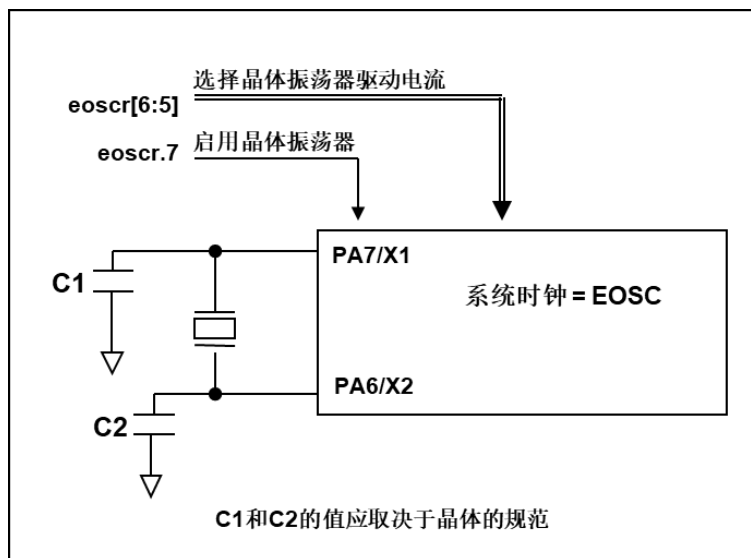 选择晶体振荡器驱动电流
eoscr[6:5]
启用晶体振荡器
eoscr.7
PA7/X1
C1
系统时钟 = EOSC
PA6/X2
C2
C1和C2的值应取决于晶体的规范